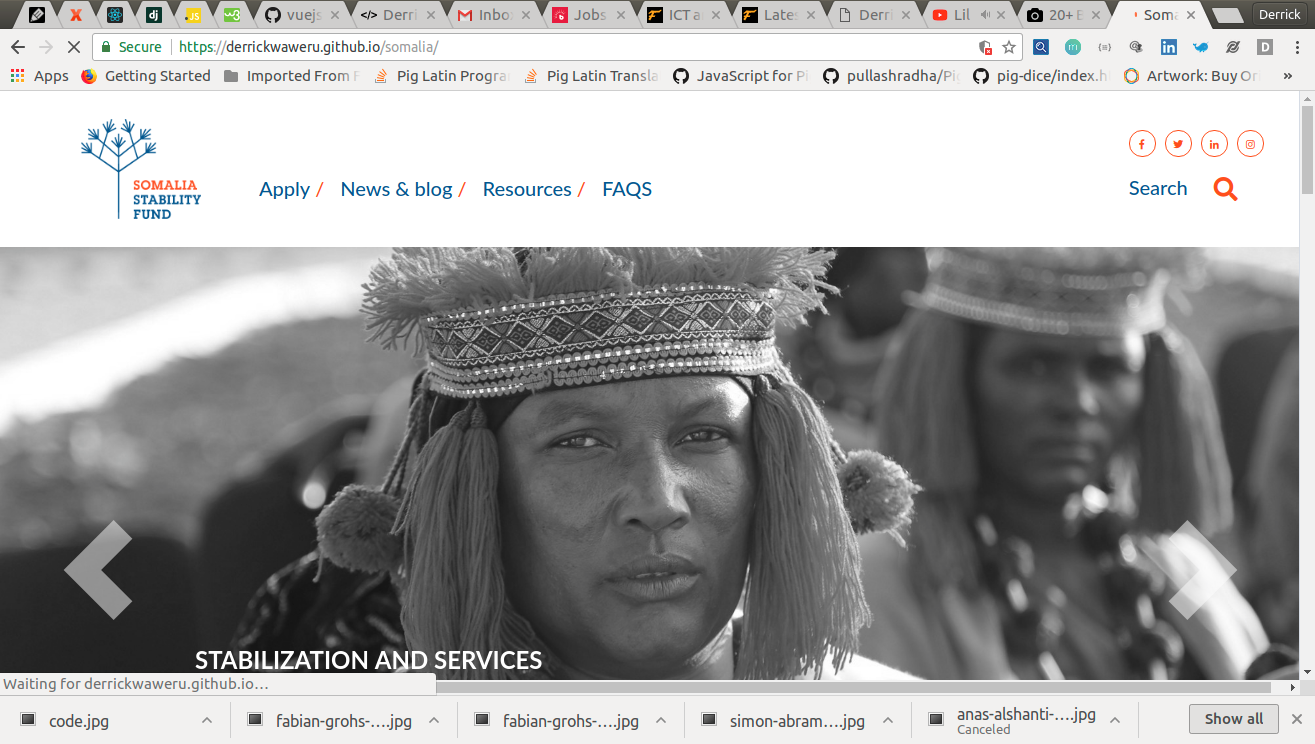 vuejs
Derri
Inbo
Jobs
ICT a
Lates
Derri
Lil
20+ E
Soma
Derrick
Secure https://derrickwaweru.github.io/somalia/
Apps Getting Started Imported From F Pig Latin Progra Pig Latin Transla JavaScript for Pi pullashradha/Pig pig-dice/index.h Artwork: Buy Ori »
SOMALIA
STABILITY
FUND
Apply / News & blog / Resources / FAQS
Search
STABILIZATION AND SERVICES
Waiting for derrickwaweru.github.io...
code.jpg
fabian-grohs-....jpg
fabian-grohs-....jpg
simon-abram....jpg
anas-alshanti-....jpg
Canceled
Show all